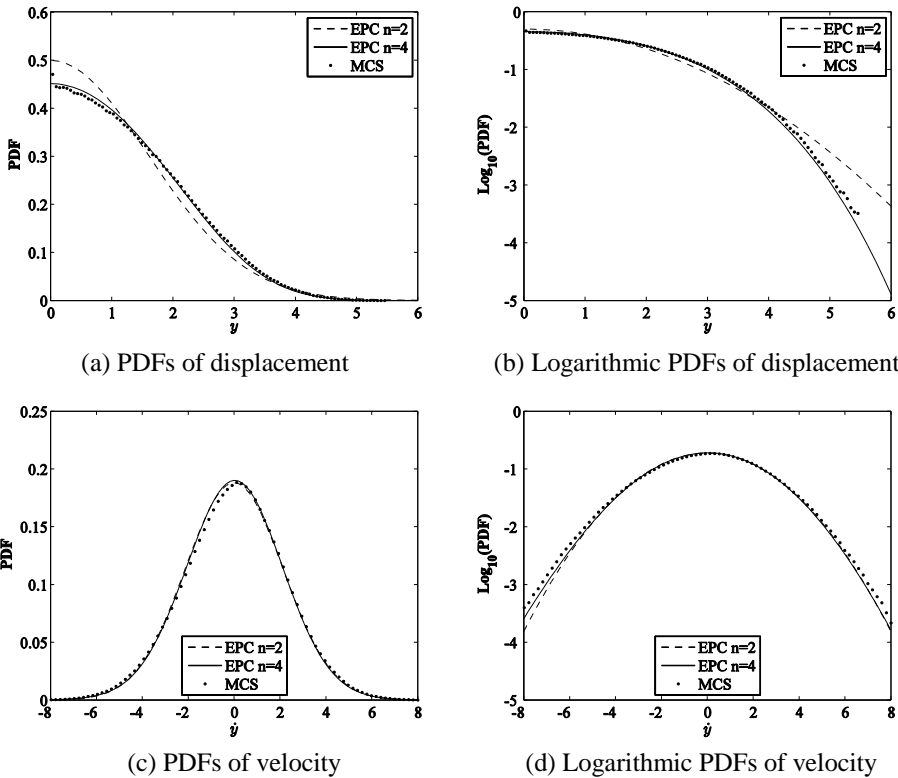 0.6
0.5
0.4
0.3
0.2
0.1
0
PDF
0 1 2 3 4 5 6
y
EPC n=2
EPC n=4
MCS
(a) PDFs of displacement
0
-1
-2
-3
-4
-5
Log10(PDF)
0 1 2 3 4 5 6
y
EPC n=2
EPC n=4
MCS
(b) Logarithmic PDFs of displacement
0.25
0.2
0.15
0.1
0.05
0
PDF
-8 -6 -4 -2 0 2 4 6 8
ẏ
EPC n=2
EPC n=4
MCS
(c) PDFs of velocity
0
-1
-2
-3
-4
-5
Log10(PDF)
-8 -6 -4 -2 0 2 4 6 8
ẏ
EPC n=2
EPC n=4
MCS
(d) Logarithmic PDFs of velocity